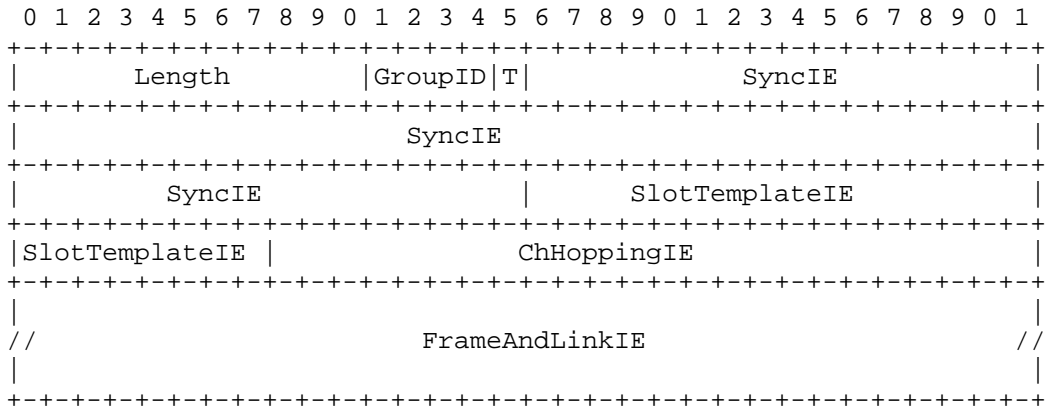 0 1 2 3 4 5 6 7 8 9 0 1 2 3 4 5 6 7 8 9 0 1 2 3 4 5 6 7 8 9 0 1
+-+-+-+-+-+-+-+-+-+-+-+-+-+-+-+-+-+-+-+-+-+-+-+-+-+-+-+-+-+-+-+-+
|       Length        |GroupID|T|             SyncIE            |
+-+-+-+-+-+-+-+-+-+-+-+-+-+-+-+-+-+-+-+-+-+-+-+-+-+-+-+-+-+-+-+-+
|                        SyncIE                                 |
+-+-+-+-+-+-+-+-+-+-+-+-+-+-+-+-+-+-+-+-+-+-+-+-+-+-+-+-+-+-+-+-+
|         SyncIE                |      SlotTemplateIE           |
+-+-+-+-+-+-+-+-+-+-+-+-+-+-+-+-+-+-+-+-+-+-+-+-+-+-+-+-+-+-+-+-+
|SlotTemplateIE |               ChHoppingIE                     |
+-+-+-+-+-+-+-+-+-+-+-+-+-+-+-+-+-+-+-+-+-+-+-+-+-+-+-+-+-+-+-+-+
|                                                               |
//                        FrameAndLinkIE                       //
|                                                               |
+-+-+-+-+-+-+-+-+-+-+-+-+-+-+-+-+-+-+-+-+-+-+-+-+-+-+-+-+-+-+-+-+